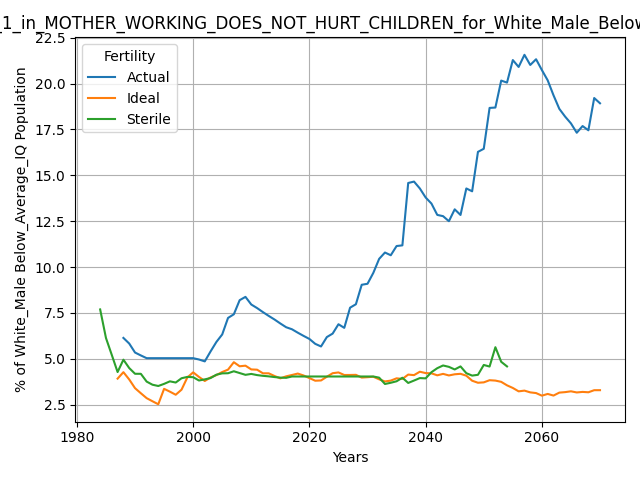 _1_in_MOTHER_WORKING_DOES_NOT_HURT_CHILDREN_for_White_Male_Below
Fertility
Actual
Ideal
Sterile
% of White_Male Below_Average_IQ Population
22.5
20.0
17.5
15.0
12.5
10.0
7.5
5.0
2.5
1980
2000
2020
2040
2060
Years